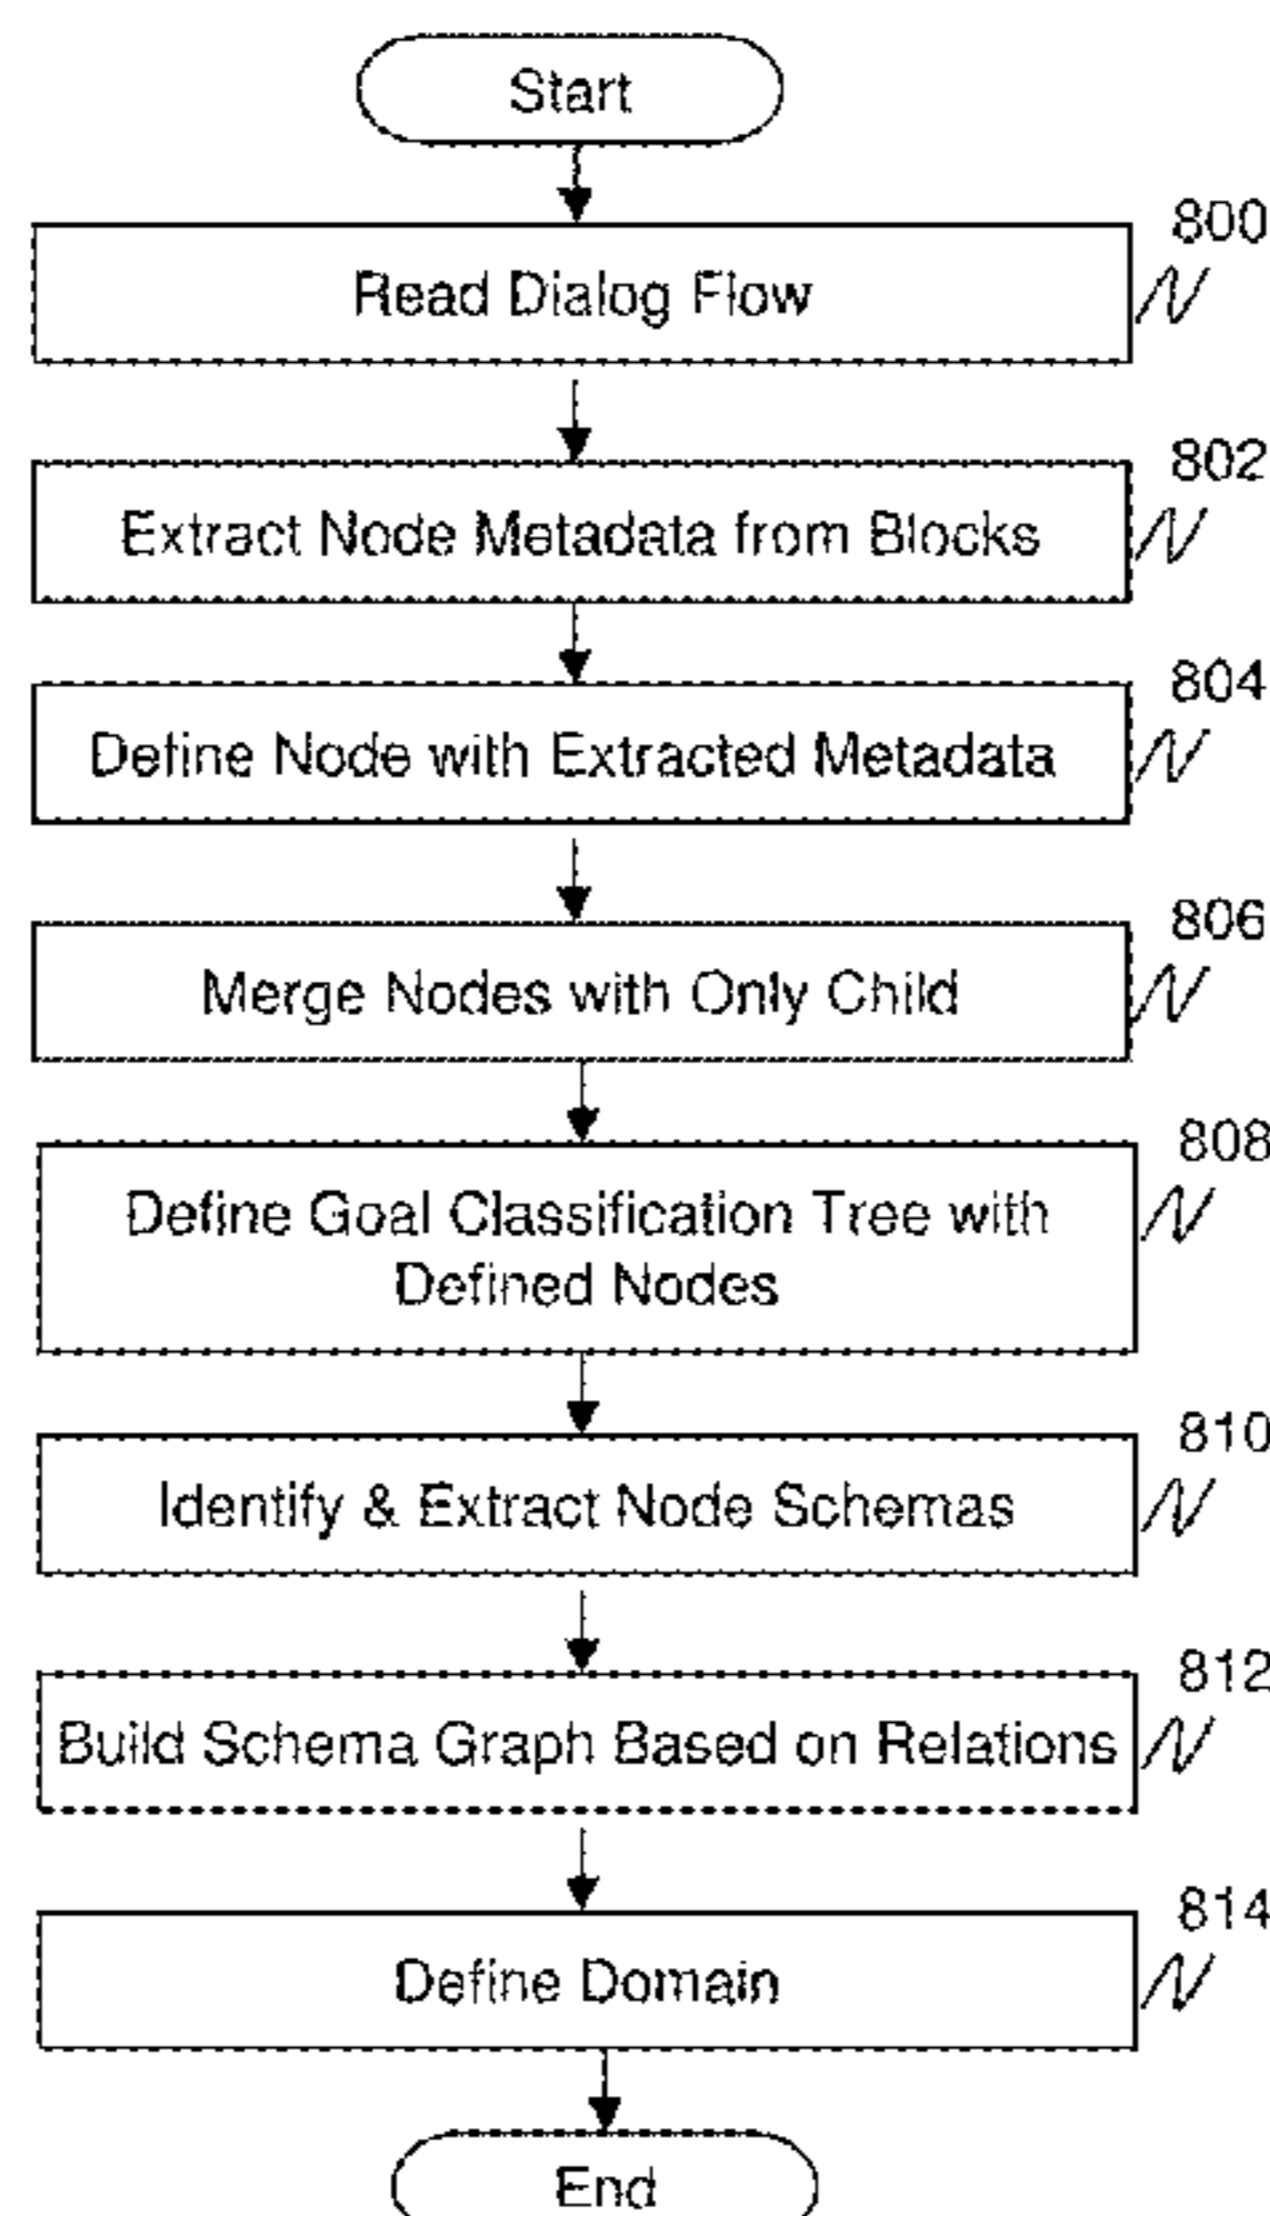 Start
800
Read Dialog Flow
802
Extract Node Metadata from Blocks
804
Define Node with Extracted Metadata
806
Merge Nodes with Only Child
808
Define Goal Classification Tree with
Defined Nodes
810
Identify & Extract Node Schemas
812
Build Schema Graph Based on Relations
814
Define Domain
End